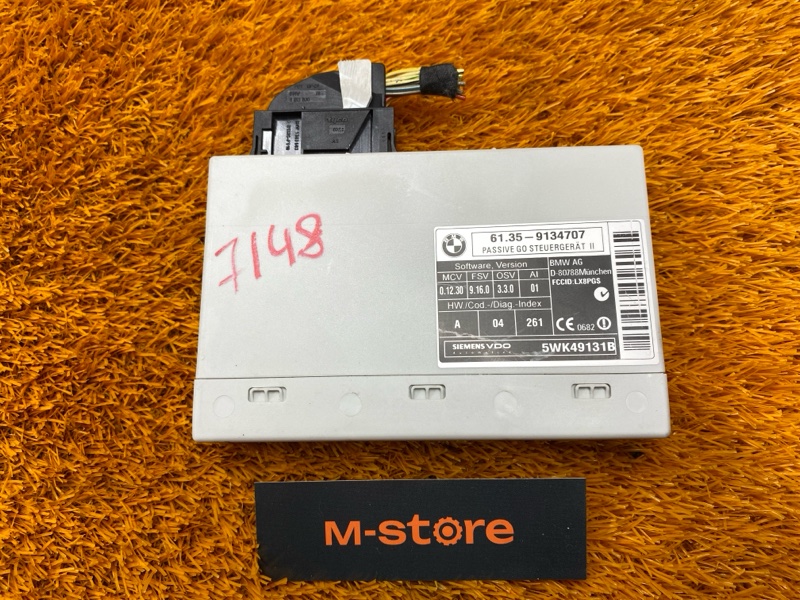 7148
BMW
61.35-9134707
PASSIVE GO STEUERGERÄT II
Software, Version
MCV FSV OSV AI
0.12.30 9.16.0 3.3.0 01
HW/Cod.-/Diag.-Index
A 04 261
BMW AG
D-80788München
FCCID:LX8PGS
CE 0682
SIEMENS VDO
5WK49131B
M-store